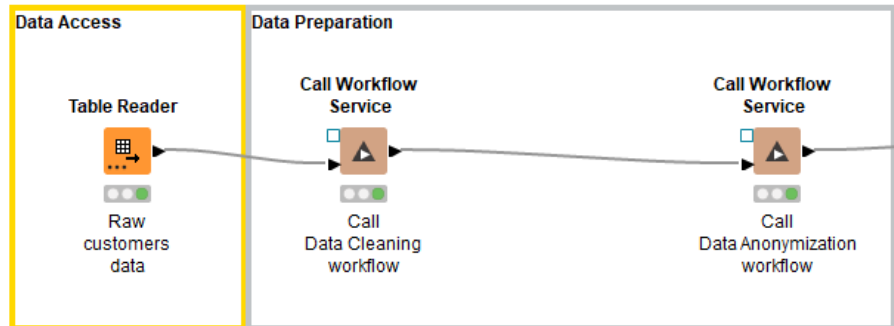 Data Access
Data Preparation
Table Reader
Raw
customers
data
Call Workflow
Service
Call
Data Cleaning
workflow
Call Workflow
Service
Call
Data Anonymization
workflow